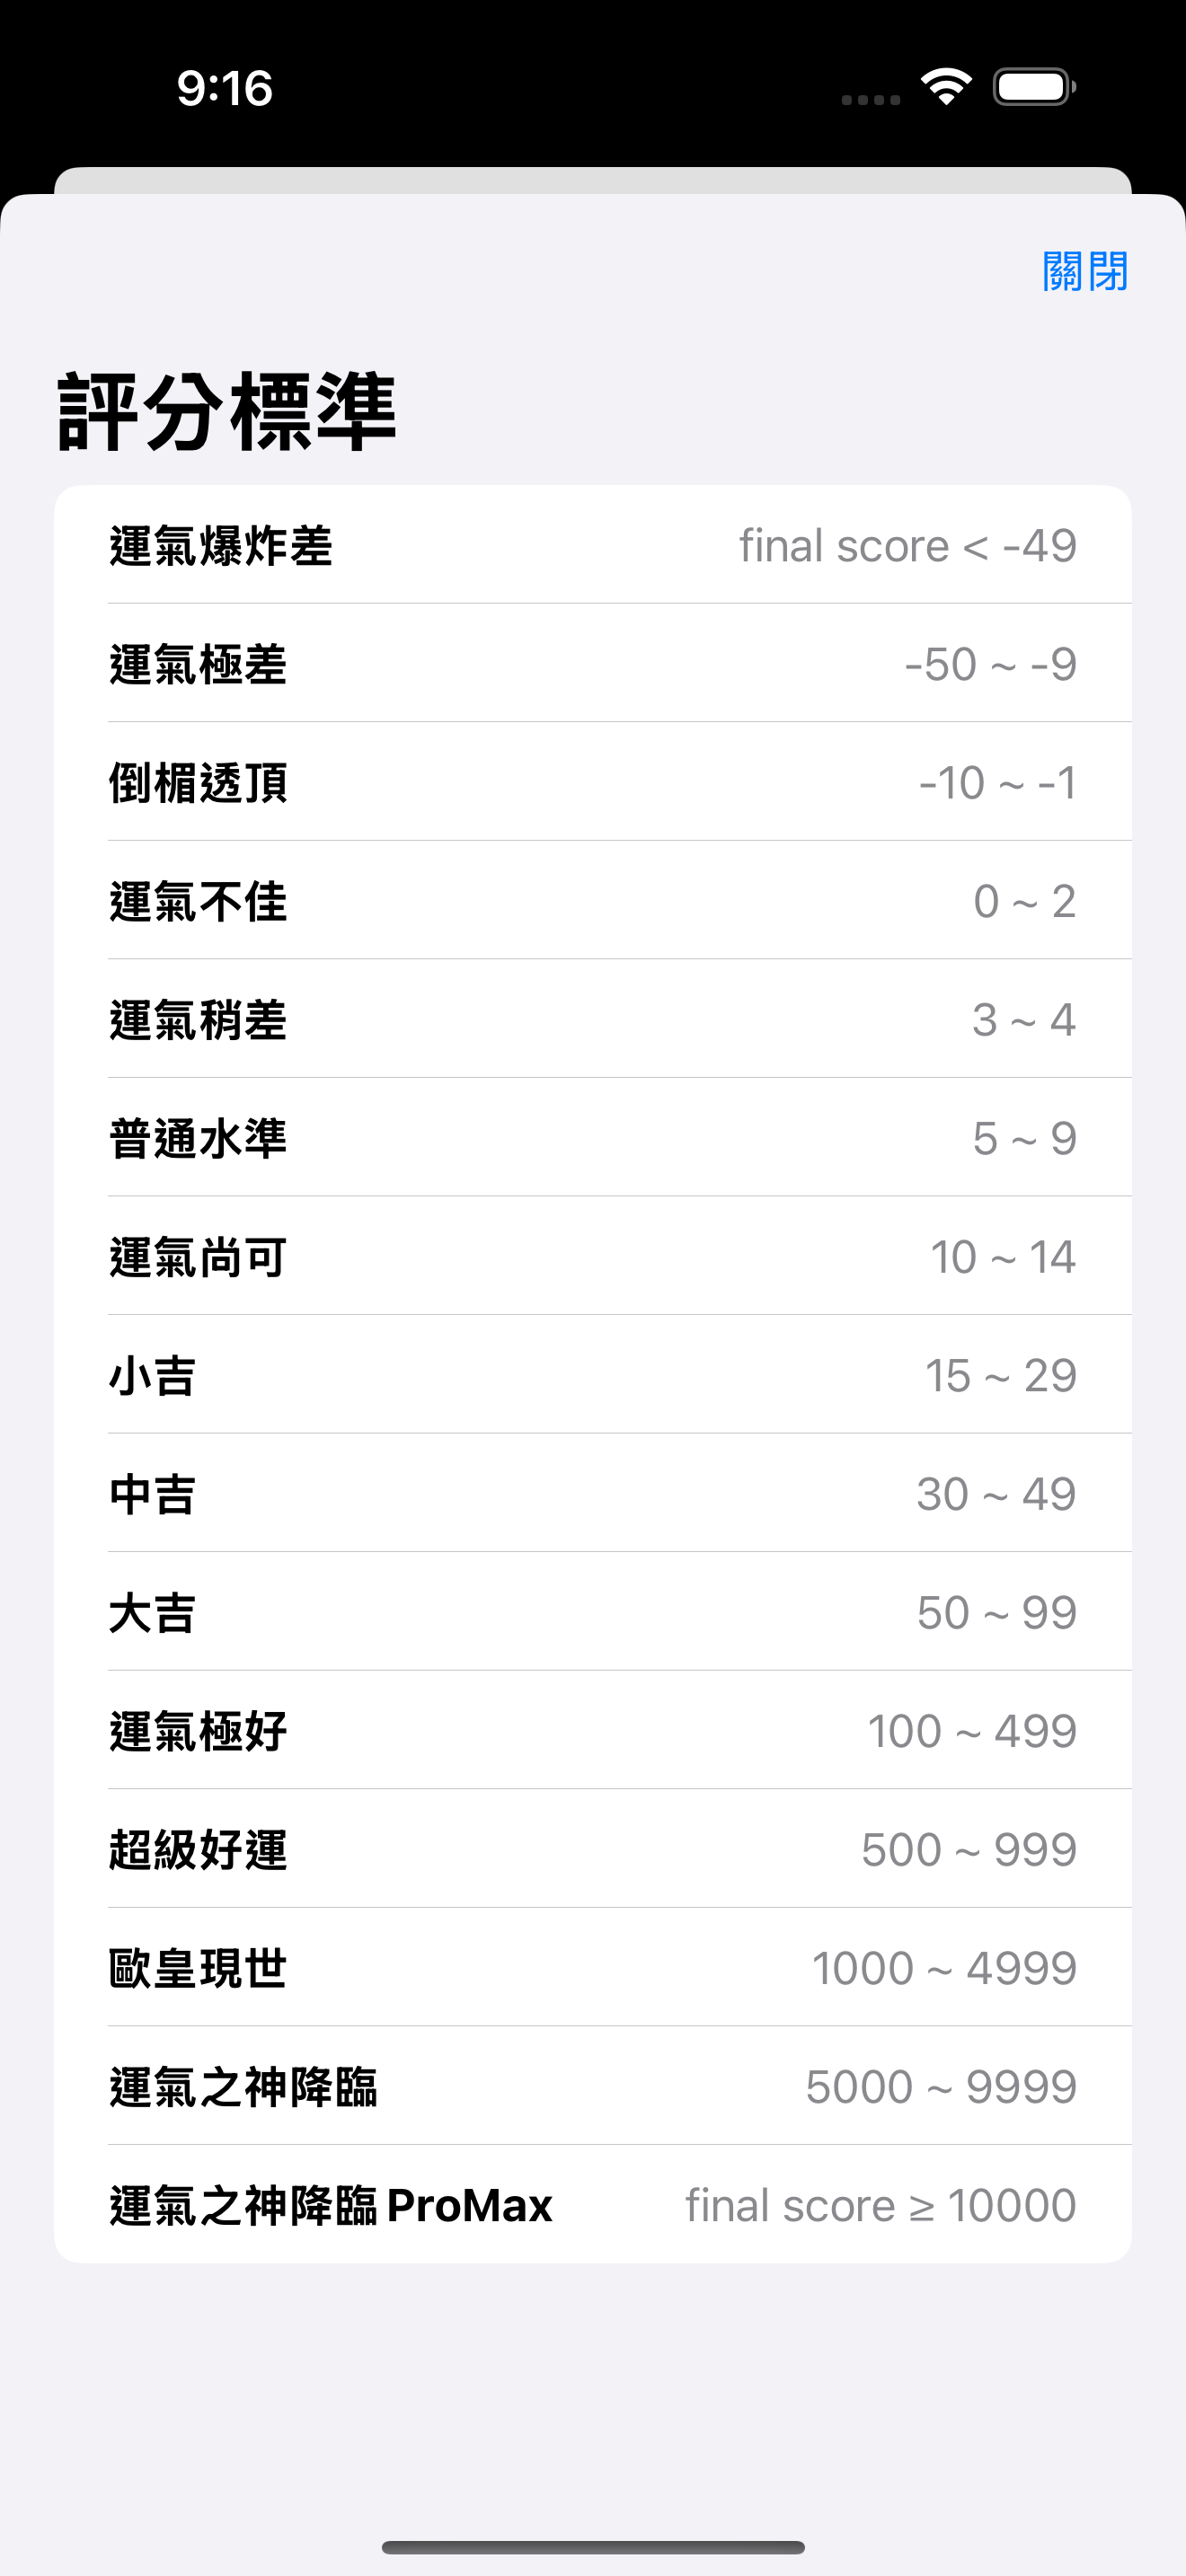 9:16
關閉
評分標準
運氣爆炸差 final score < -49
運氣極差 -50 ~ -9
倒楣透頂 -10 ~ -1
運氣不佳 0 ~ 2
運氣稍差 3 ~ 4
普通水準 5 ~ 9
運氣尚可 10 ~ 14
小吉 15 ~ 29
中吉 30 ~ 49
大吉 50 ~ 99
運氣極好 100 ~ 499
超級好運 500 ~ 999
歐皇現世 1000 ~ 4999
運氣之神降臨 5000 ~ 9999
運氣之神降臨 ProMax final score ≥ 10000